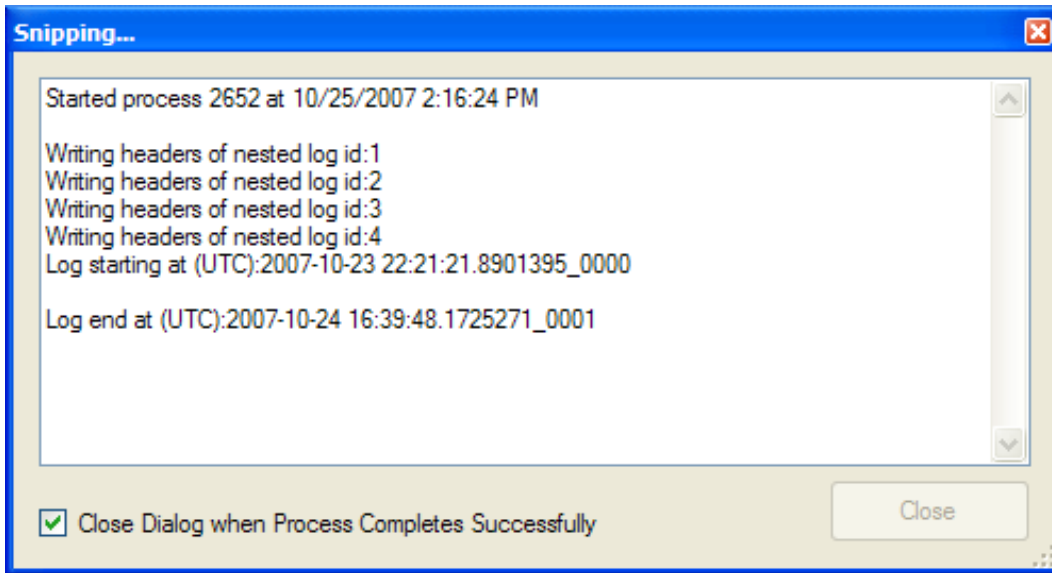 Snipping...
Started process 2652 at 10/25/2007 2:16:24 PM
Writing headers of nested log id:1
Writing headers of nested log id:2
Writing headers of nested log id:3
Writing headers of nested log id:4
Log starting at (UTC):2007-10-23 22:21:21.8901395_0000
Log end at (UTC):2007-10-24 16:39:48.1725271_0001
Close Dialog when Process Completes Successfully
Close